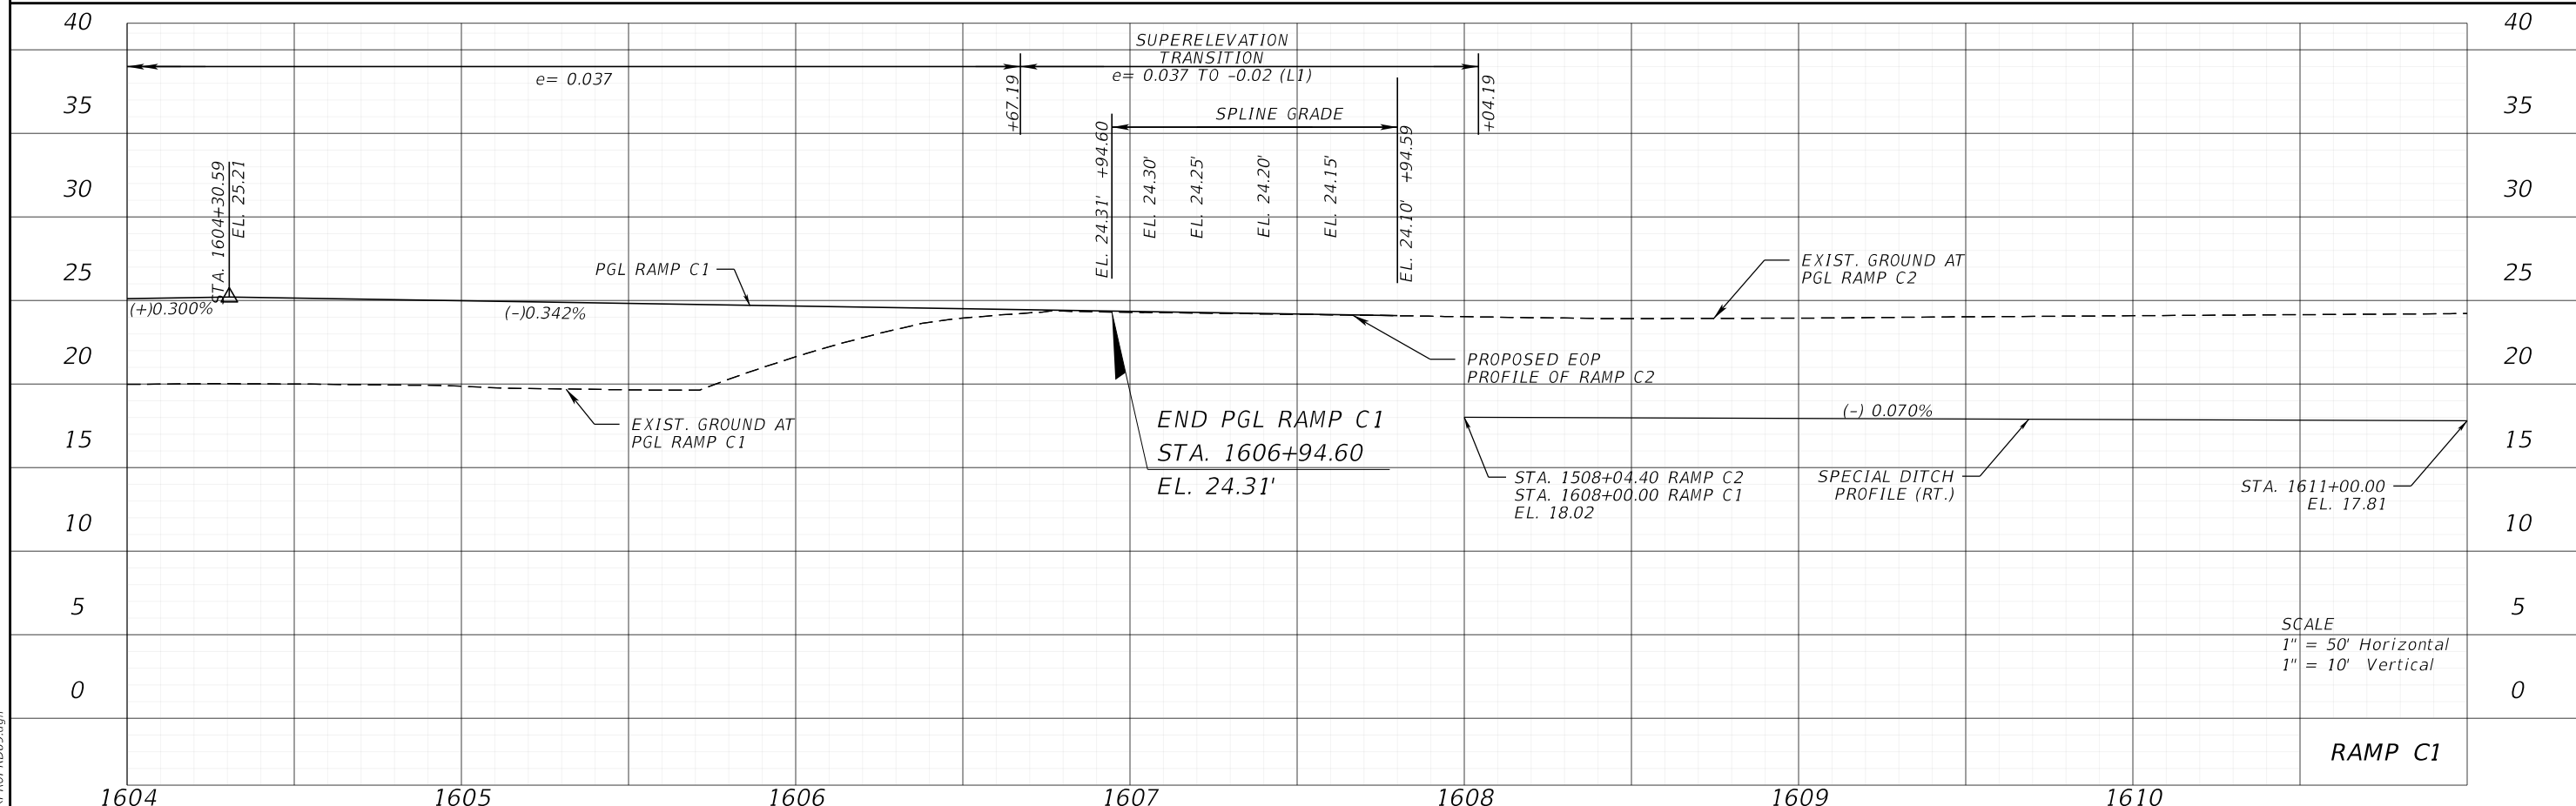 40
35
30
25
20
15
10
5
0
40
35
30
25
20
15
10
5
0
e= 0.037
SUPERELEVATION
TRANSITION
e= 0.037 TO -0.02 (L1)
+67.19
+04.19
SPLINE GRADE
EL. 24.31' +94.60
EL. 24.30'
EL. 24.25'
EL. 24.20'
EL. 24.15'
EL. 24.10' +94.59
STA. 1604+30.59
EL. 25.21
(+)0.300%
(-)0.342%
PGL RAMP C1
EXIST. GROUND AT
PGL RAMP C2
PROPOSED EOP
PROFILE OF RAMP C2
EXIST. GROUND AT
PGL RAMP C1
END PGL RAMP C1
STA. 1606+94.60
EL. 24.31'
(-) 0.070%
STA. 1508+04.40 RAMP C2
STA. 1608+00.00 RAMP C1
EL. 18.02
SPECIAL DITCH
PROFILE (RT.)
STA. 1611+00.00
EL. 17.81
SCALE
1" = 50' Horizontal
1" = 10' Vertical
RAMP C1
1604
1605
1606
1607
1608
1609
1610